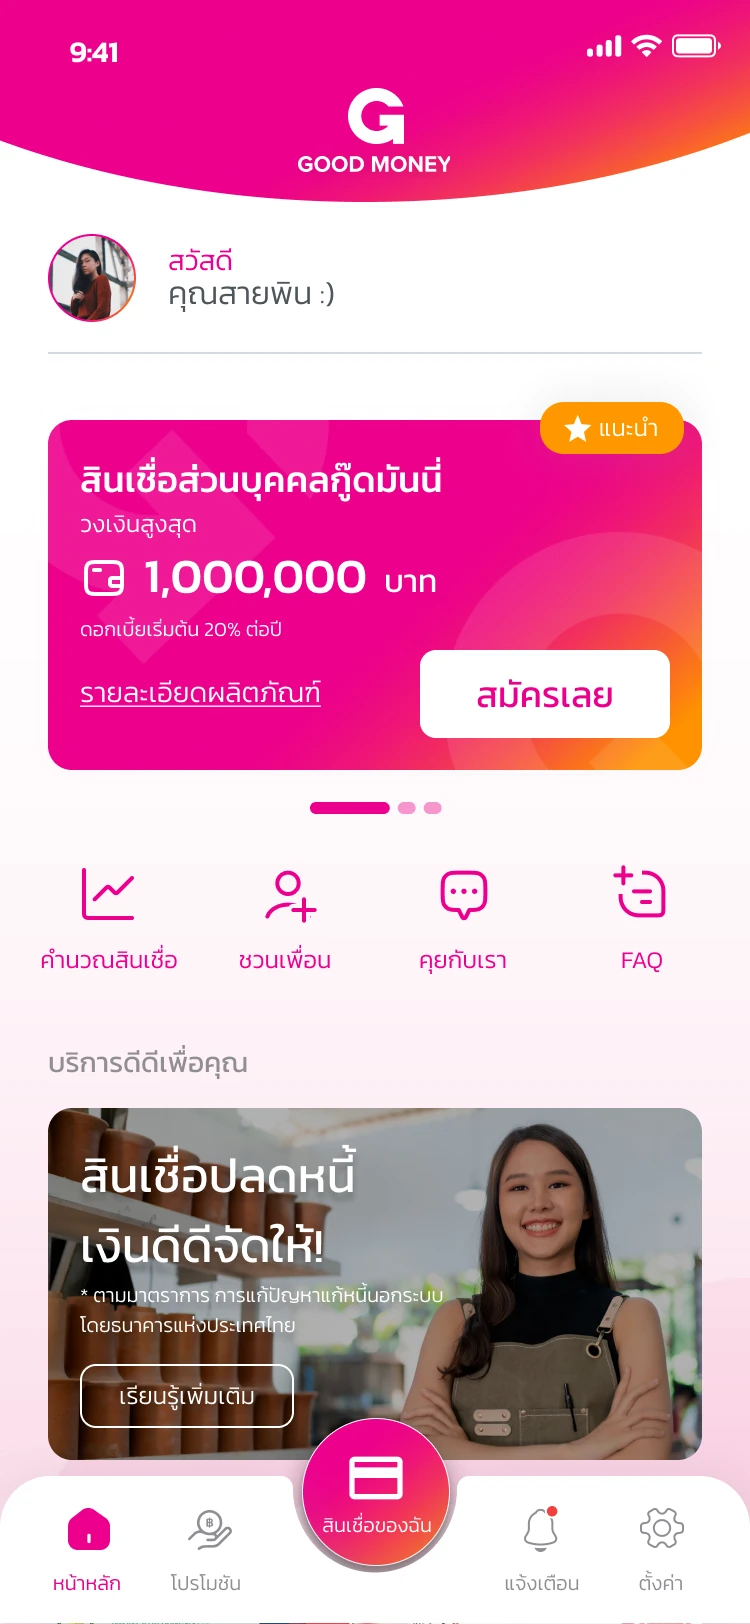 9:41
GOOD MONEY
สวัสดี
คุณสายพิน :)
แนะนำ
สินเชื่อส่วนบุคคลกู๊ดมันนี่
วงเงินสูงสุด
1,000,000 บาท
ดอกเบี้ยเริ่มต้น 20% ต่อปี
รายละเอียดผลิตภัณฑ์
สมัครเลย
คำนวณสินเชื่อ
ชวนเพื่อน
คุยกับเรา
FAQ
บริการดีดีเพื่อคุณ
สินเชื่อปลดหนี้
เงินดีดีจัดให้!
* ตามมาตราการ การแก้ปัญหาแก้หนี้นอกระบบ
โดยธนาคารแห่งประเทศไทย
เรียนรู้เพิ่มเติม
หน้าหลัก
โปรโมชัน
สินเชื่อของฉัน
แจ้งเตือน
ตั้งค่า